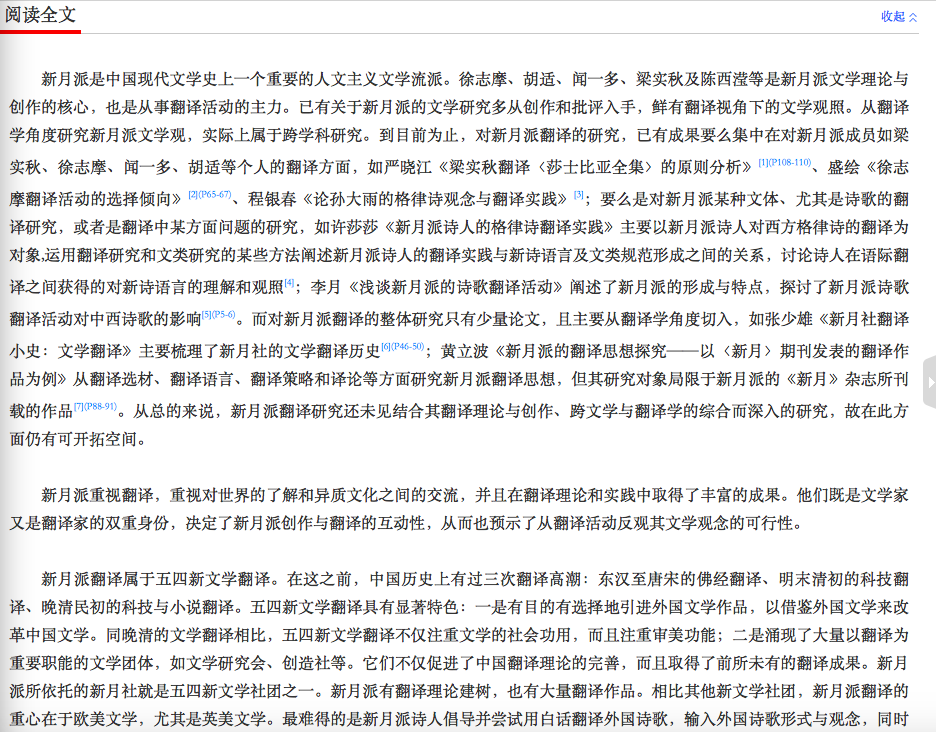 阅读全文
收起
新月派是中国现代文学史上一个重要的人文主义文学流派。徐志摩、胡适、闻一多、梁实秋及陈西滢等是新月派文学理论与
创作的核心，也是从事翻译活动的主力。已有关于新月派的文学研究多从创作和批评入手，鲜有翻译视角下的文学观照。从翻译
学角度研究新月派文学观，实际上属于跨学科研究。到目前为止，对新月派翻译的研究，已有成果要么集中在对新月派成员如梁
实秋、徐志摩、闻一多、胡适等个人的翻译方面，如严晓江《梁实秋翻译〈莎士比亚全集〉的原则分析》[1](P108-110)、盛绘《徐志
摩翻译活动的选择倾向》[2](P65-67)、程银春《论孙大雨的格律诗观念与翻译实践》[3]；要么是对新月派某种文体、尤其是诗歌的翻
译研究，或者是翻译中某方面问题的研究，如许莎莎《新月派诗人的格律诗翻译实践》主要以新月派诗人对西方格律诗的翻译为
对象,运用翻译研究和文类研究的某些方法阐述新月派诗人的翻译实践与新诗语言及文类规范形成之间的关系，讨论诗人在语际翻
译之间获得的对新诗语言的理解和观照[4]；李月《浅谈新月派的诗歌翻译活动》阐述了新月派的形成与特点，探讨了新月派诗歌
翻译活动对中西诗歌的影响[5](P5-6)。而对新月派翻译的整体研究只有少量论文，且主要从翻译学角度切入，如张少雄《新月社翻译
小史：文学翻译》主要梳理了新月社的文学翻译历史[6](P46-50)；黄立波《新月派的翻译思想探究——以〈新月〉期刊发表的翻译作
品为例》从翻译选材、翻译语言、翻译策略和译论等方面研究新月派翻译思想，但其研究对象局限于新月派的《新月》杂志所刊
载的作品[7](P88-91)。从总的来说，新月派翻译研究还未见结合其翻译理论与创作、跨文学与翻译学的综合而深入的研究，故在此方
面仍有可开拓空间。
新月派重视翻译，重视对世界的了解和异质文化之间的交流，并且在翻译理论和实践中取得了丰富的成果。他们既是文学家
又是翻译家的双重身份，决定了新月派创作与翻译的互动性，从而也预示了从翻译活动反观其文学观念的可行性。
新月派翻译属于五四新文学翻译。在这之前，中国历史上有过三次翻译高潮：东汉至唐宋的佛经翻译、明末清初的科技翻
译、晚清民初的科技与小说翻译。五四新文学翻译具有显著特色：一是有目的有选择地引进外国文学作品，以借鉴外国文学来改
革中国文学。同晚清的文学翻译相比，五四新文学翻译不仅注重文学的社会功用，而且注重审美功能；二是涌现了大量以翻译为
重要职能的文学团体，如文学研究会、创造社等。它们不仅促进了中国翻译理论的完善，而且取得了前所未有的翻译成果。新月
派所依托的新月社就是五四新文学社团之一。新月派有翻译理论建树，也有大量翻译作品。相比其他新文学社团，新月派翻译的
重心在于欧美文学，尤其是英美文学。最难得的是新月派诗人倡导并尝试用白话翻译外国诗歌，输入外国诗歌形式与观念，同时